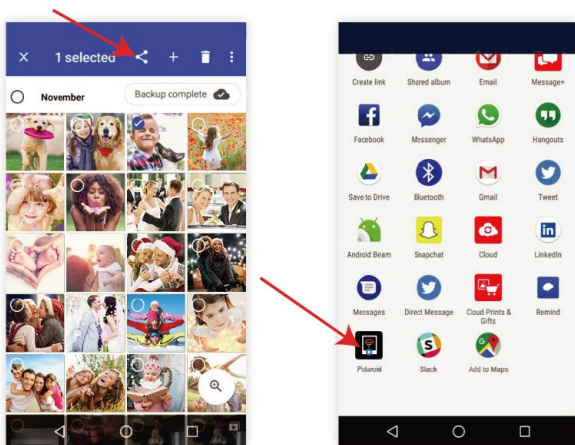 1 selected
November
Backup complete
Create link Shared album Email Message+
Facebook Messenger WhatsApp Hangouts
Save to Drive Bluetooth Gmail Tweet
Android Beam Snapchat Cloud LinkedIn
Messages Direct Message Cloud Prints & Gifts Remind
Polaroid Slack Add to Maps